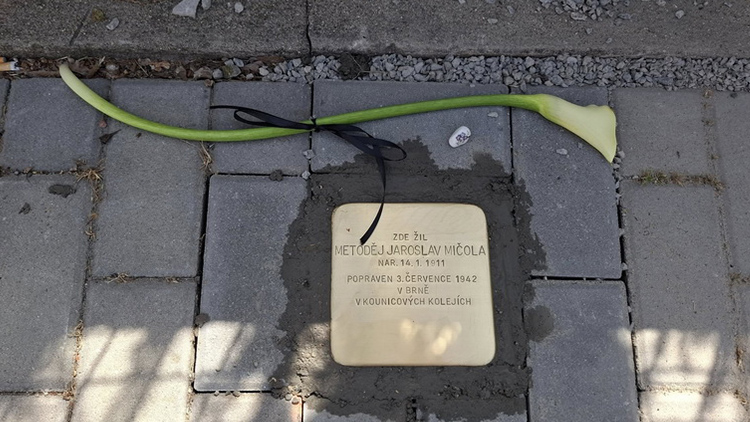 ZDE ŽIL
METODĚJ JAROSLAV MIČOLA
NAR. 14. 1. 1911
POPRAVEN 3. ČERVENCE 1942
V BRNĚ
V KOUNICOVÝCH KOLEJÍCH